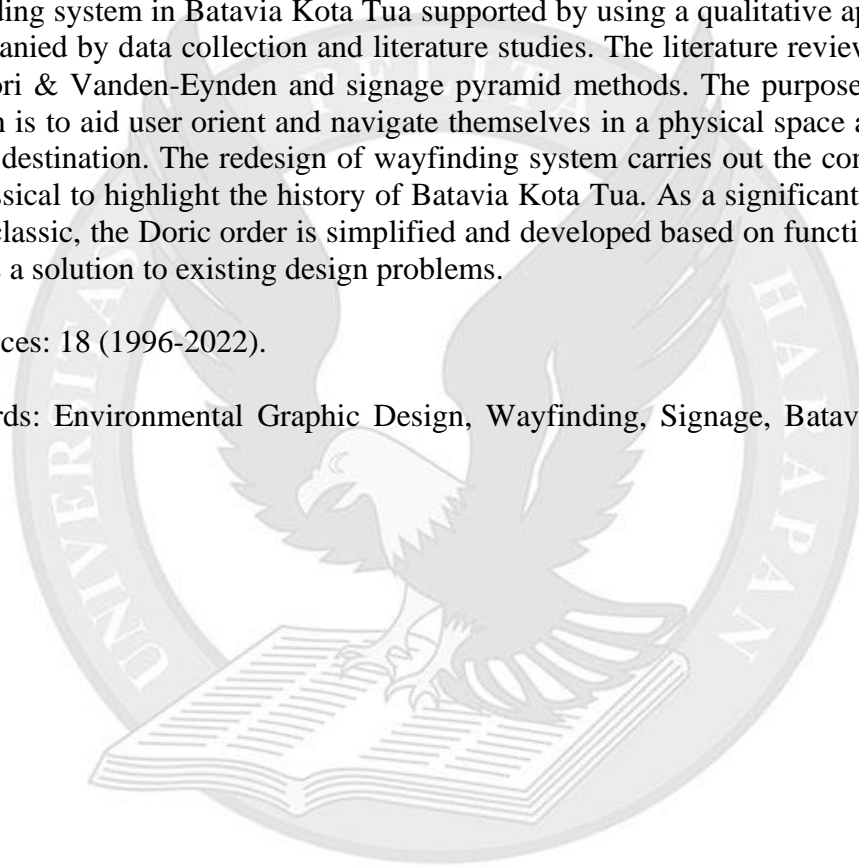 ding system in Batavia Kota Tua supported by using a qualitative ap
anied by data collection and literature studies. The literature review
ori & Vanden-Eynden and signage pyramid methods. The purpose
is to aid user orient and navigate themselves in a physical space a
destination. The redesign of wayfinding system carries out the con
ssical to highlight the history of Batavia Kota Tua. As a significant
classic, the Doric order is simplified and developed based on functi
a solution to existing design problems.
ces: 18 (1996-2022).
rds: Environmental Graphic Design, Wayfinding, Signage, Batav
UNIVERSITAS PELITA HARAPAN